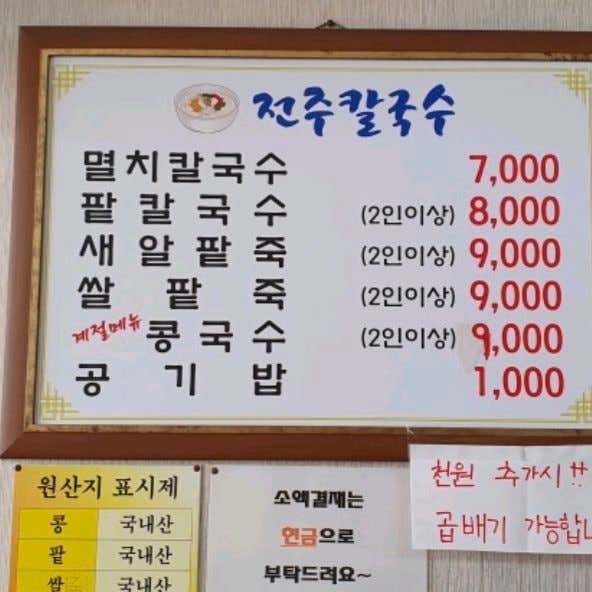 전주칼국수
멸치칼국수 7,000
팥칼국수 (2인이상) 8,000
새알팥죽 (2인이상) 9,000
쌀팥죽 (2인이상) 9,000
계절메뉴 콩국수 (2인이상) 9,000
공기밥 1,000
원산지 표시제
콩 국내산
팥 국내산
쌀 국내산
소액결재는
현금으로
부탁드려요~
천원 추가시!!
곱배기 가능합니